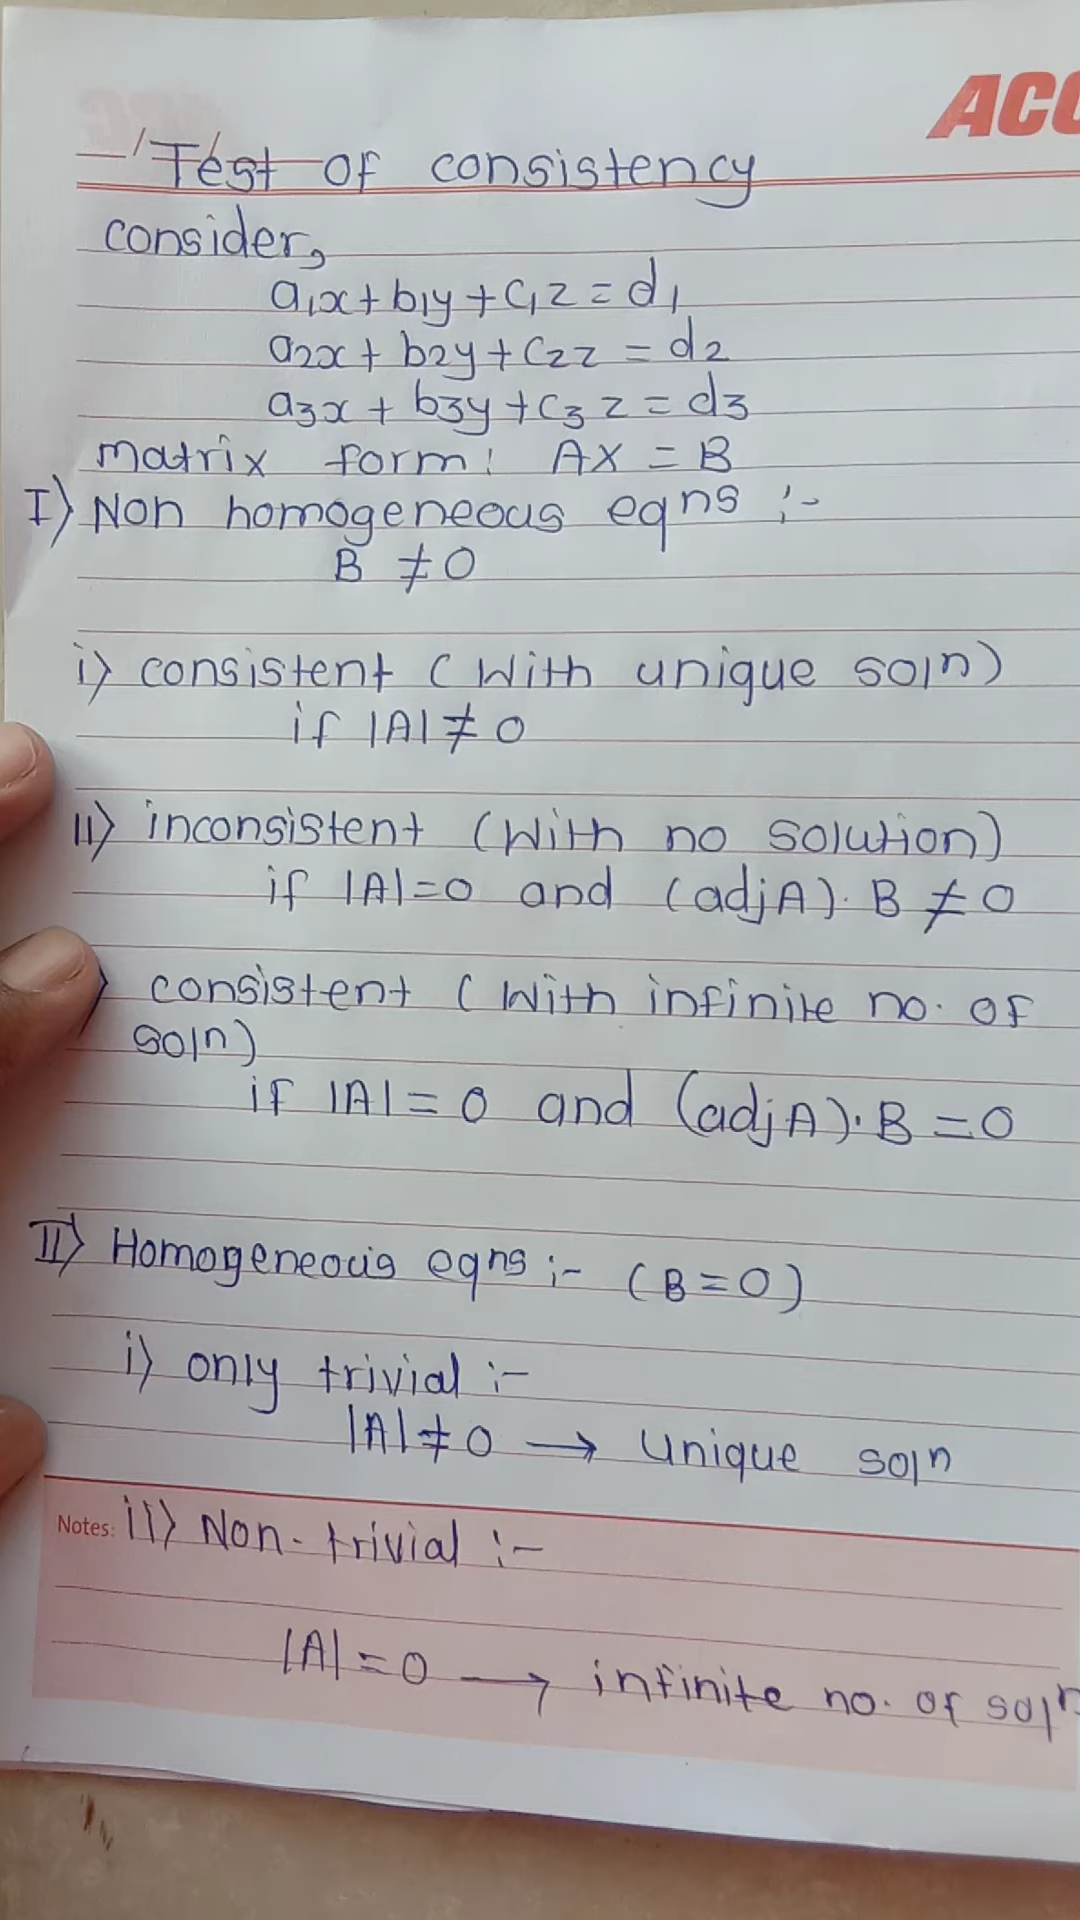 ACC
Test of consistency
consider,
a₁x + b₁y + c₁z = d₁
a₂x + b₂y + c₂z = d₂
a₃x + b₃y + c₃z = d₃
matrix form: AX = B
I) Non homogeneous eqns :-
B ≠ 0
i) consistent (With unique soln)
if |A| ≠ 0
ii) inconsistent (With no solution)
if |A| = 0 and (adjA). B ≠ 0
) consistent (With infinite no. of
soln)
if |A| = 0 and (adjA). B = 0
II) Homogeneous eqns :- (B = 0)
i) only trivial :-
|A| ≠ 0 → unique soln
Notes: ii) Non-trivial :-
|A| = 0 → infinite no. of soln